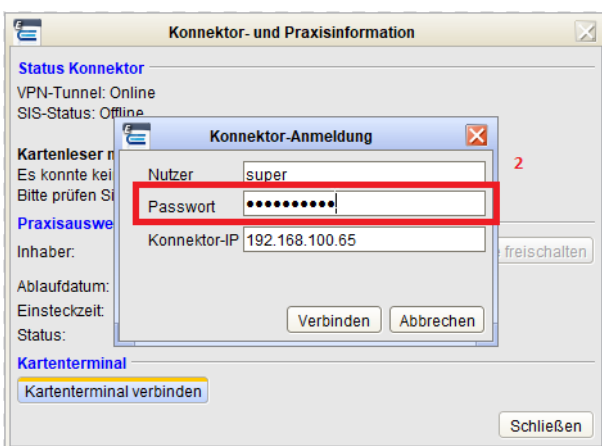 Konnektor- und Praxisinformation
Status Konnektor
VPN-Tunnel: Online
SIS-Status: Offline
Kartenleser
Es konnte kei
Bitte prüfen Si
Praxisauswe
Inhaber:
freischalten
Ablaufdatum:
Einsteckzeit:
Status:
Kartenterminal
Kartenterminal verbinden
Schließen
Konnektor-Anmeldung
Nutzer super
Passwort ●●●●●●●●●●
Konnektor-IP 192.168.100.65
Verbinden Abbrechen
2